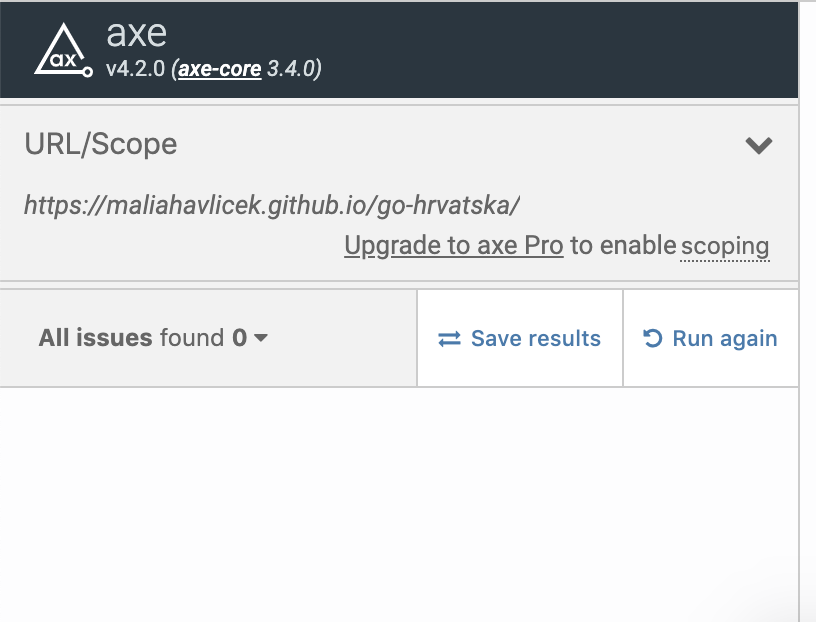 ax
axe
v4.2.0 (axe-core 3.4.0)
URL/Scope
https://maliahavlicek.github.io/go-hrvatska/
Upgrade to axe Pro to enable scoping
All issues found 0
Save results
Run again